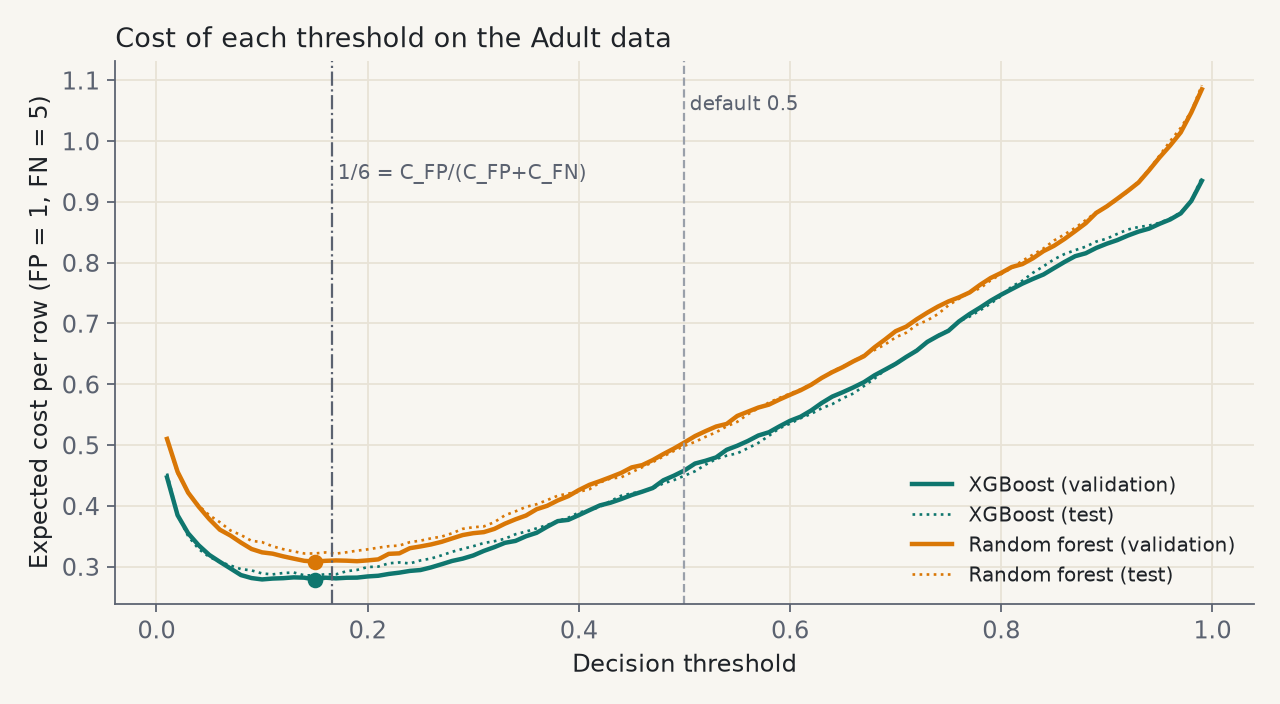 Cost of each threshold on the Adult data
Expected cost per row (FP = 1, FN = 5)
1.1
1.0
0.9
0.8
0.7
0.6
0.5
0.4
0.3
default 0.5
1/6 = C_FP/(C_FP+C_FN)
XGBoost (validation)
XGBoost (test)
Random forest (validation)
Random forest (test)
0.0 0.2 0.4 0.6 0.8 1.0
Decision threshold